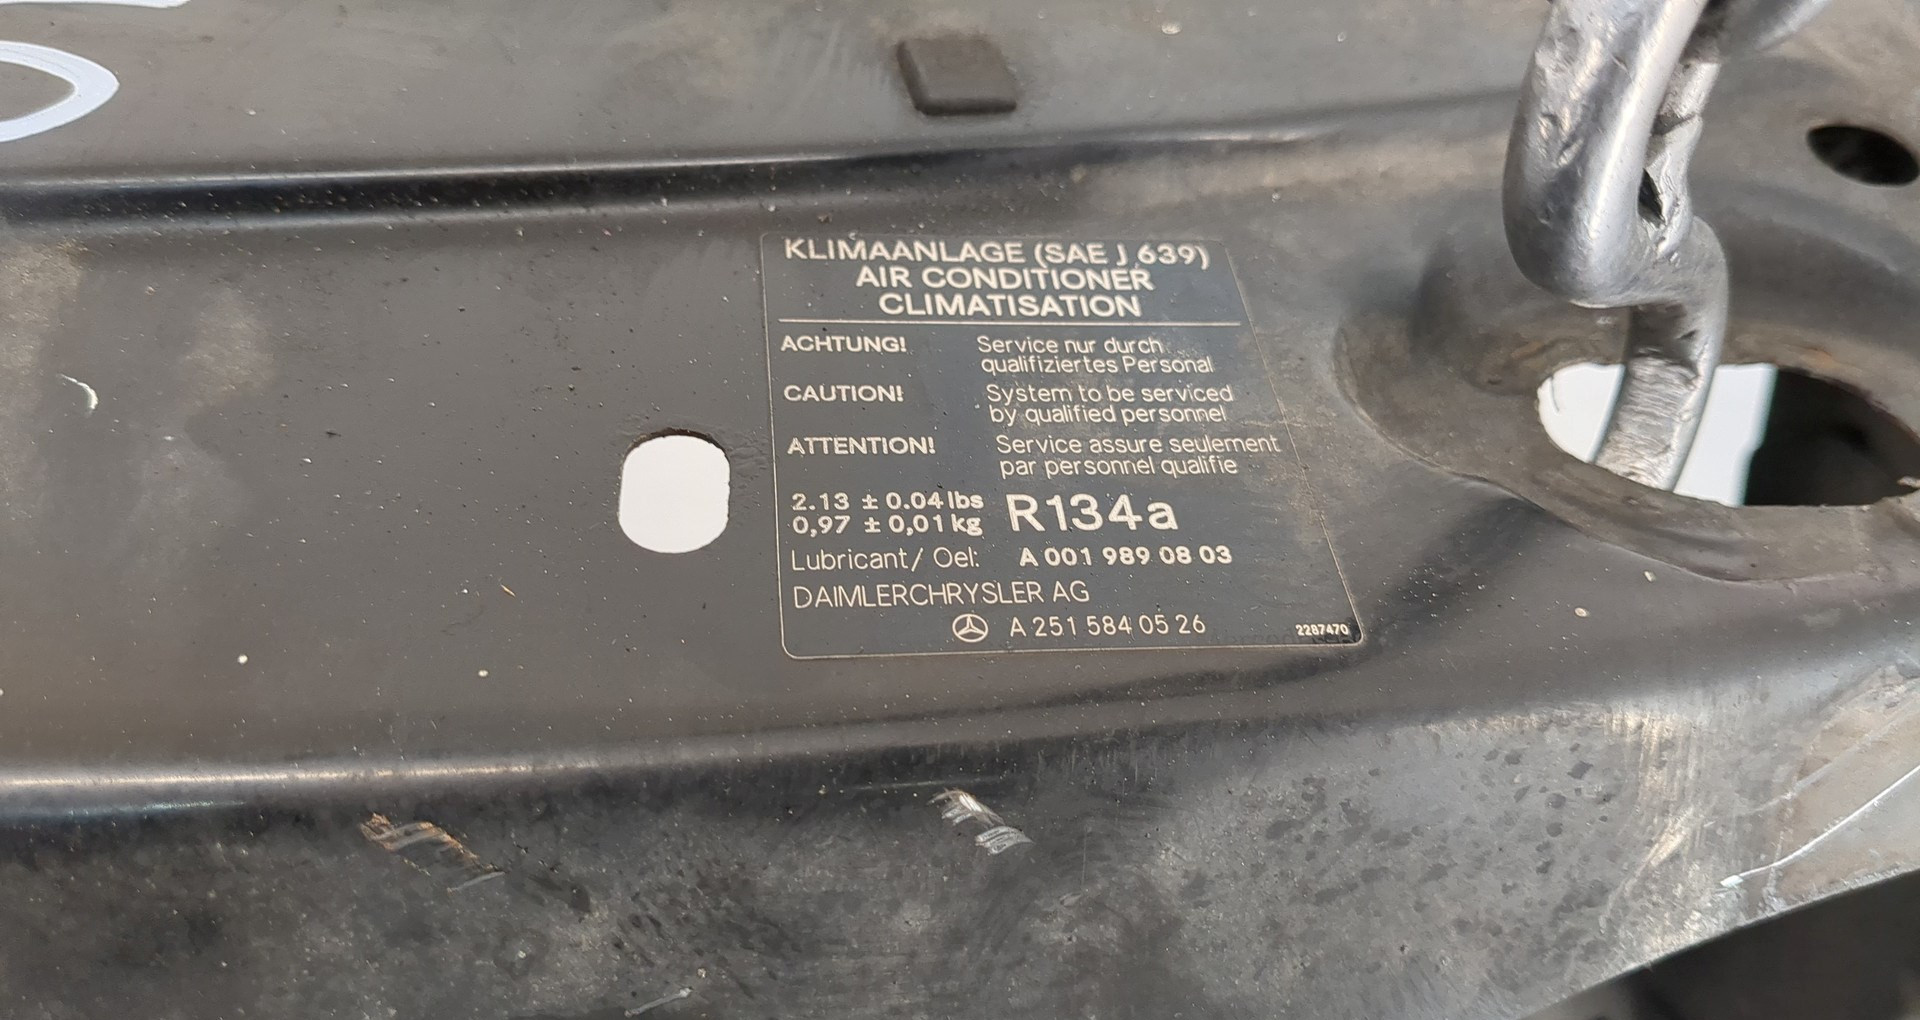 KLIMAANLAGE (SAE J 639)
AIR CONDITIONER
CLIMATISATION
ACHTUNG! Service nur durch
qualifiziertes Personal
CAUTION! System to be serviced
by qualified personnel
ATTENTION! Service assure seulement
par personnel qualifie
2.13 ± 0.04 lbs
0,97 ± 0,01 kg R134a
Lubricant/ Oel: A 001 989 08 03
DAIMLERCHRYSLER AG
A 251 584 05 26 2287470